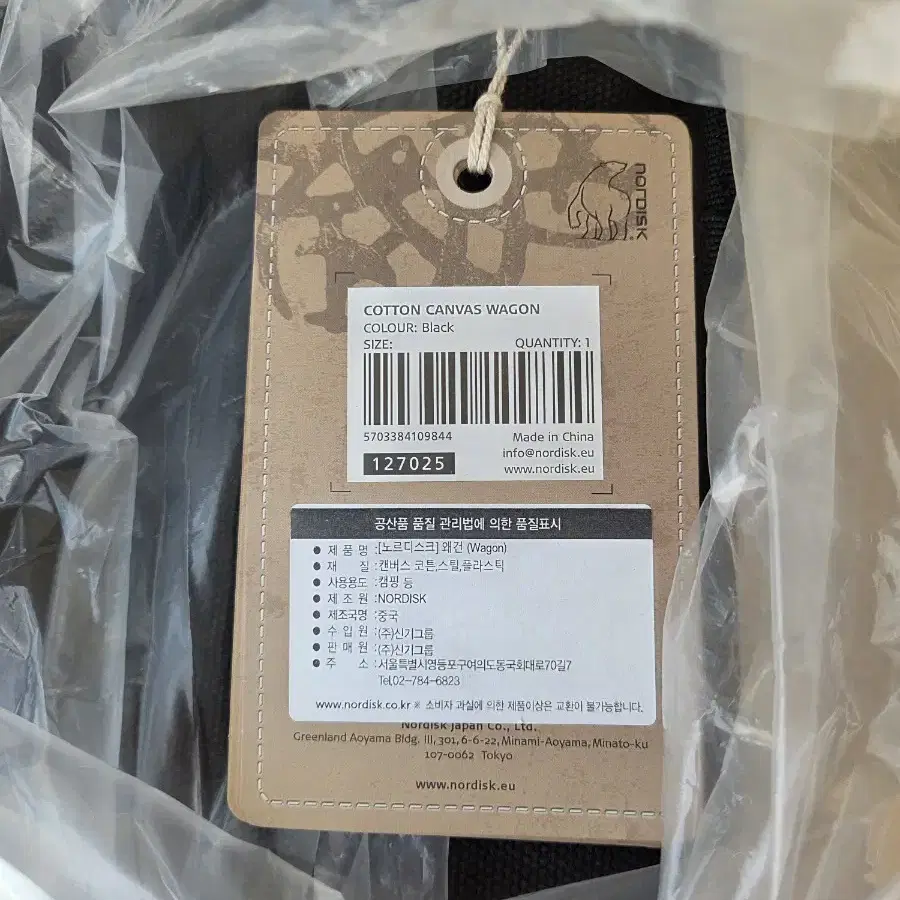 NORDISK
COTTON CANVAS WAGON
COLOUR: Black
SIZE: QUANTITY: 1
5703384109844 Made in China
info@nordisk.eu
127025 www.nordisk.eu
공산품 품질 관리법에 의한 품질표시
● 제 품 명 :[노르디스크] 왜건 (Wagon)
● 재 질 :캔버스 코튼,스틸,플라스틱
● 사용용도 :캠핑 등
● 제 조 원 :NORDISK
● 제조국명 :중국
● 수 입 원 :(주)신기그룹
● 판 매 원 :(주)신기그룹
● 주 소 :서울특별시영등포구여의도동국회대로70길7
Tel,02-784-6823
www.nordisk.co.kr ※ 소비자 과실에 의한 제품이상은 교환이 불가능합니다.
Nordisk Japan Co., Ltd.
Greenland Aoyama Bldg. III, 301, 6-6-22, Minami-Aoyama, Minato-ku
107-0062 Tokyo
www.nordisk.eu